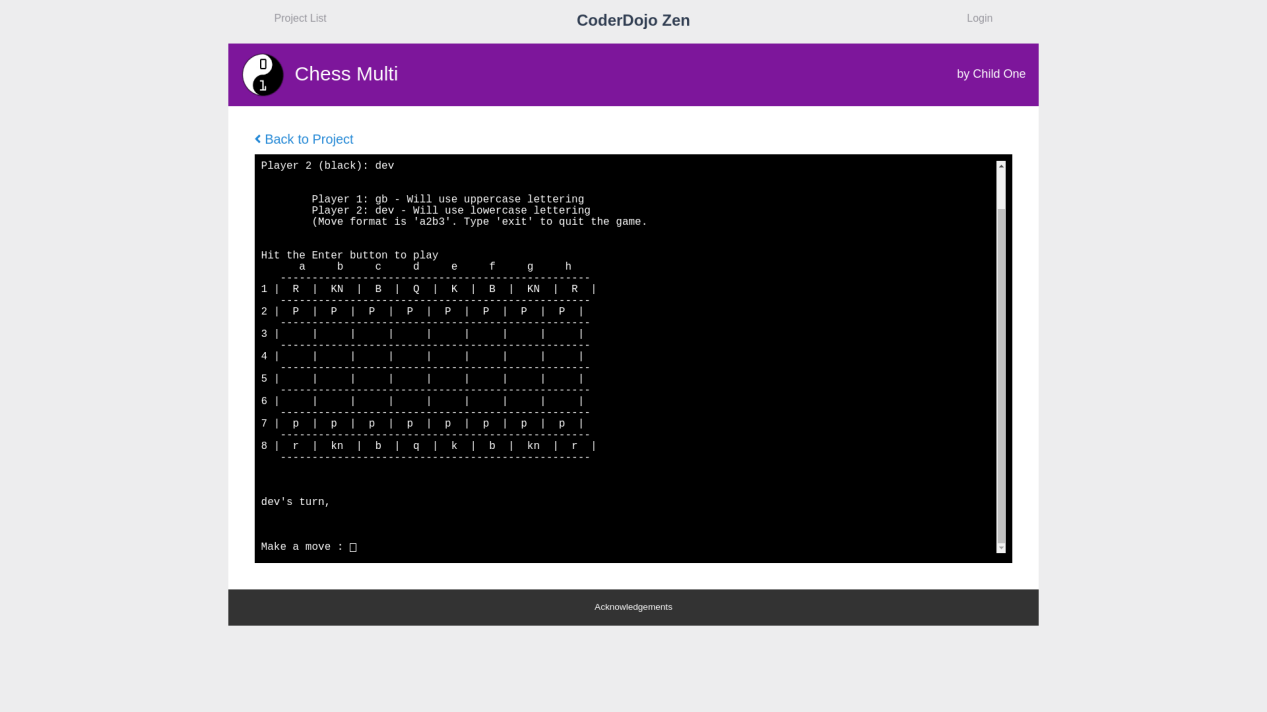 Project List CoderDojo Zen Login
Chess Multi by Child One
Back to Project
Player 2 (black): dev
Player 1: gb - Will use uppercase lettering
Player 2: dev - Will use lowercase lettering
(Move format is 'a2b3'. Type 'exit' to quit the game.
Hit the Enter button to play
      a     b     c     d     e     f     g     h
   -------------------------------------------------
1 |  R  |  KN  |  B  |  Q  |  K  |  B  |  KN  |  R  |
   -------------------------------------------------
2 |  P  |  P  |  P  |  P  |  P  |  P  |  P  |  P  |
   -------------------------------------------------
3 |     |     |     |     |     |     |     |     |
   -------------------------------------------------
4 |     |     |     |     |     |     |     |     |
   -------------------------------------------------
5 |     |     |     |     |     |     |     |     |
   -------------------------------------------------
6 |     |     |     |     |     |     |     |     |
   -------------------------------------------------
7 |  p  |  p  |  p  |  p  |  p  |  p  |  p  |  p  |
   -------------------------------------------------
8 |  r  |  kn  |  b  |  q  |  k  |  b  |  kn  |  r  |
   -------------------------------------------------
dev's turn,
Make a move :
Acknowledgements